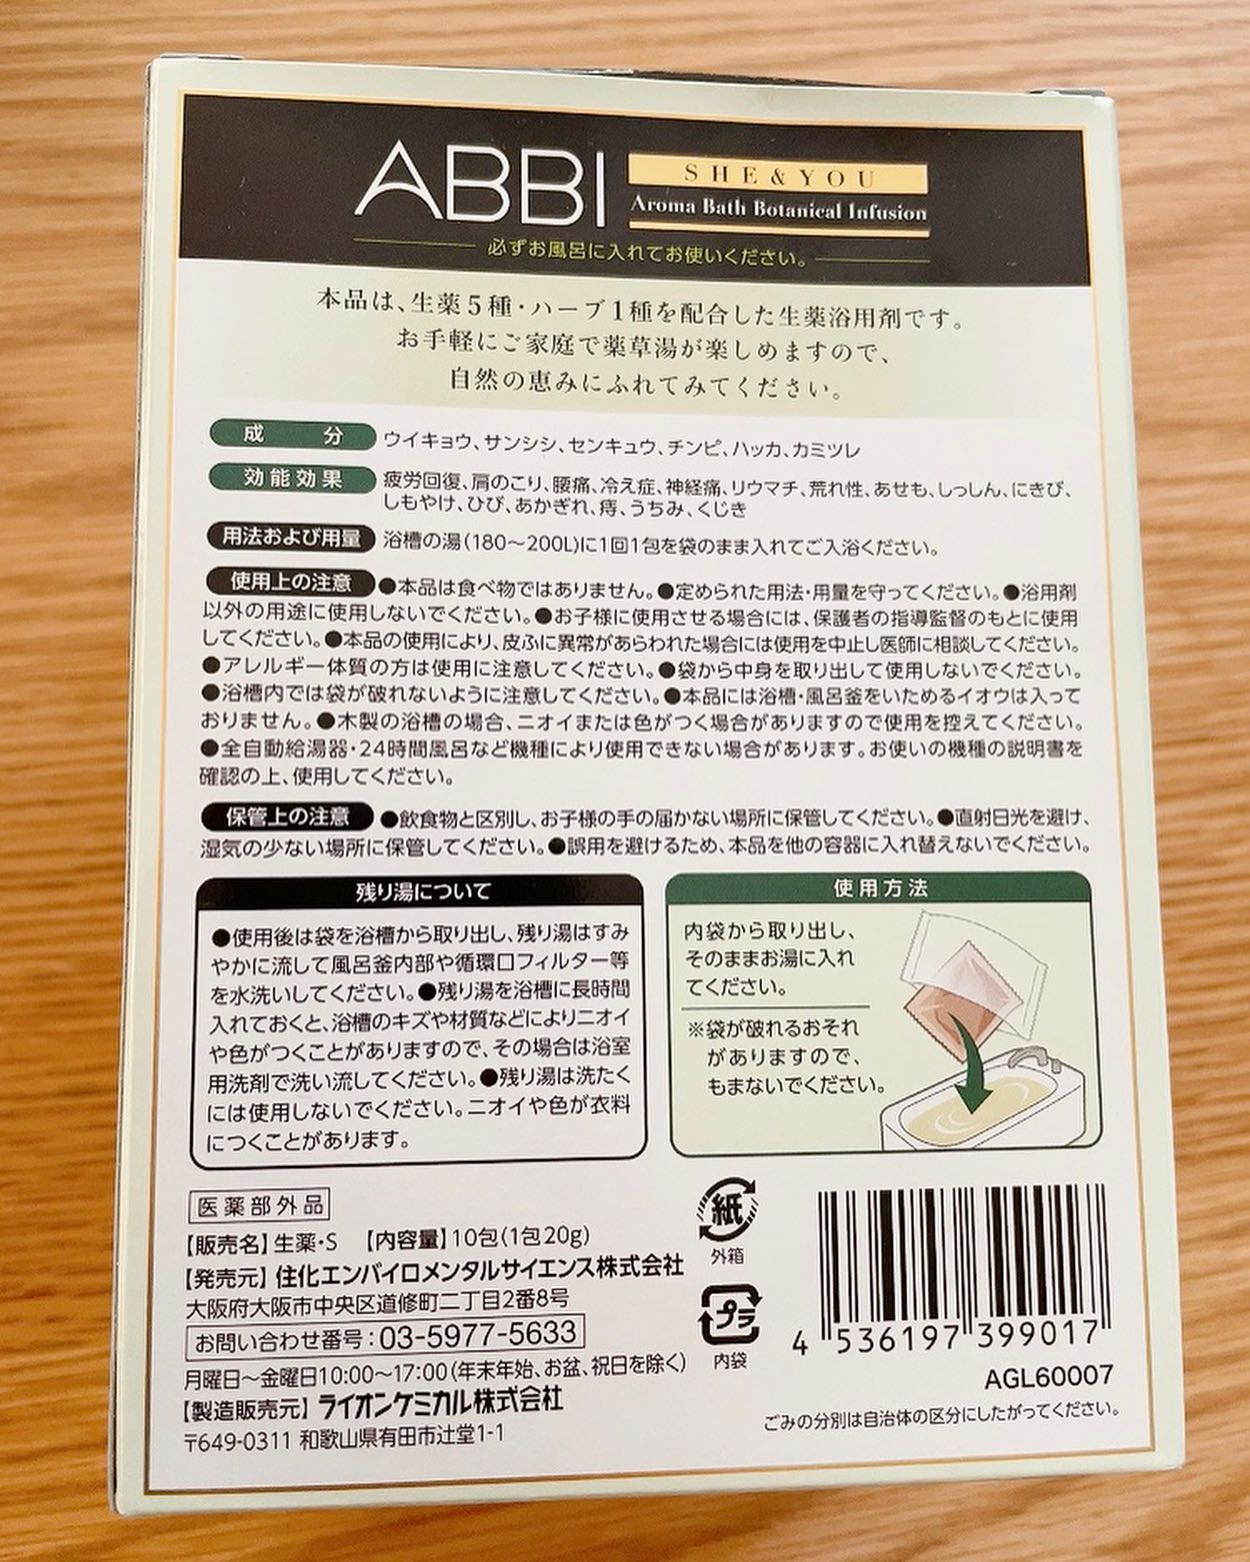 ABBI
SHE & YOU
Aroma Bath Botanical Infusion
必ずお風呂に入れてお使いください。
本品は、生薬5種・ハーブ1種を配合した生薬浴用剤です。
お手軽にご家庭で薬草湯が楽しめますので、
自然の恵みにふれてみてください。
成分 ウイキョウ、サンシシ、センキュウ、チンピ、ハッカ、カミツレ
効能効果 疲労回復、肩のこり、腰痛、冷え症、神経痛、リウマチ、荒れ性、あせも、しっしん、にきび、
しもやけ、ひび、あかぎれ、痔、うちみ、くじき
用法および用量 浴槽の湯(180〜200L)に1回1包を袋のまま入れてご入浴ください。
使用上の注意 ●本品は食べ物ではありません。●定められた用法・用量を守ってください。●浴用剤
以外の用途に使用しないでください。●お子様に使用させる場合には、保護者の指導監督のもとに使用
してください。●本品の使用により、皮ふに異常があらわれた場合には使用を中止し医師に相談してください。
●アレルギー体質の方は使用に注意してください。●袋から中身を取り出して使用しないでください。
●浴槽内では袋が破れないように注意してください。●本品には浴槽・風呂釜をいためるイオウは入って
おりません。●木製の浴槽の場合、ニオイまたは色がつく場合がありますので使用を控えてください。
●全自動給湯器・24時間風呂など機種により使用できない場合があります。お使いの機種の説明書を
確認の上、使用してください。
保管上の注意 ●飲食物と区別し、お子様の手の届かない場所に保管してください。●直射日光を避け、
湿気の少ない場所に保管してください。●誤用を避けるため、本品を他の容器に入れ替えないでください。
残り湯について
●使用後は袋を浴槽から取り出し、残り湯はすみ
やかに流して風呂釜内部や循環口フィルター等
を水洗いしてください。●残り湯を浴槽に長時間
入れておくと、浴槽のキズや材質などによりニオイ
や色がつくことがありますので、その場合は浴室
用洗剤で洗い流してください。●残り湯は洗たく
には使用しないでください。ニオイや色が衣料
につくことがあります。
使用方法
内袋から取り出し、
そのままお湯に入れ
てください。
※袋が破れるおそれ
がありますので、
もまないでください。
医薬部外品
【販売名】生薬・S 【内容量】10包(1包20g)
【発売元】住化エンバイロメンタルサイエンス株式会社
大阪府大阪市中央区道修町二丁目2番8号
お問い合わせ番号:03-5977-5633
月曜日〜金曜日10:00〜17:00(年末年始、お盆、祝日を除く)
【製造販売元】ライオンケミカル株式会社
〒649-0311 和歌山県有田市辻堂1-1
紙
外箱
プラ
内袋
4 536197 399017
AGL60007
ごみの分別は自治体の区分にしたがってください。